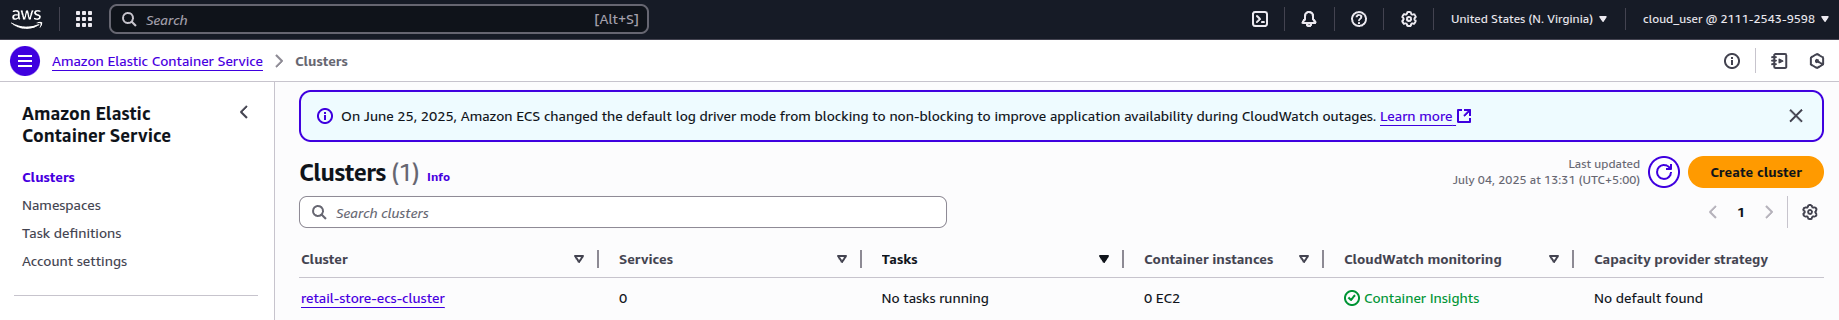 aws
Search [Alt+S]
United States (N. Virginia)
cloud_user @ 2111-2543-9598
Amazon Elastic Container Service
Clusters
Amazon Elastic
Container Service
Clusters
Namespaces
Task definitions
Account settings
On June 25, 2025, Amazon ECS changed the default log driver mode from blocking to non-blocking to improve application availability during CloudWatch outages. Learn more
Clusters (1) Info
Last updated
July 04, 2025 at 13:31 (UTC+5:00)
Create cluster
Search clusters
1
Cluster Services Tasks Container instances CloudWatch monitoring Capacity provider strategy
retail-store-ecs-cluster 0 No tasks running 0 EC2 Container Insights No default found